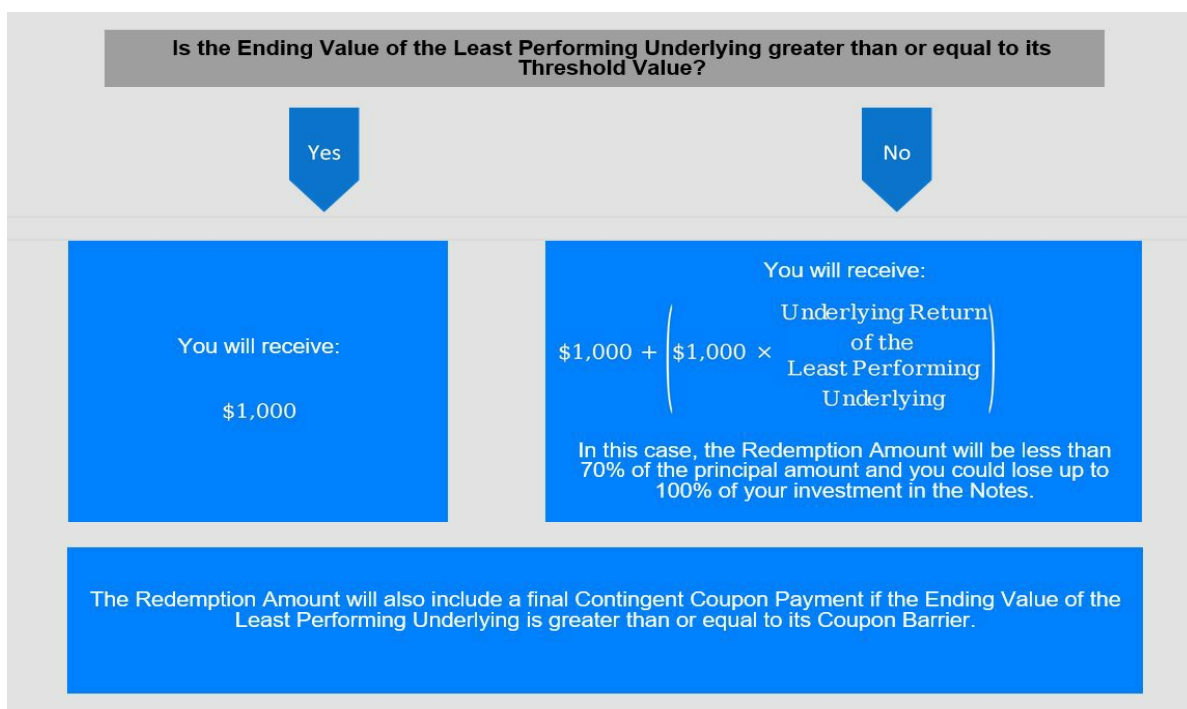 Is the Ending Value of the Least Performing Underlying greater than or equal to its
Threshold Value?
Yes
No
You will receive:
$1,000
You will receive:
$1,000 + ($1,000 × Underlying Return
of the
Least Performing
Underlying)
In this case, the Redemption Amount will be less than
70% of the principal amount and you could lose up to
100% of your investment in the Notes.
The Redemption Amount will also include a final Contingent Coupon Payment if the Ending Value of the
Least Performing Underlying is greater than or equal to its Coupon Barrier.